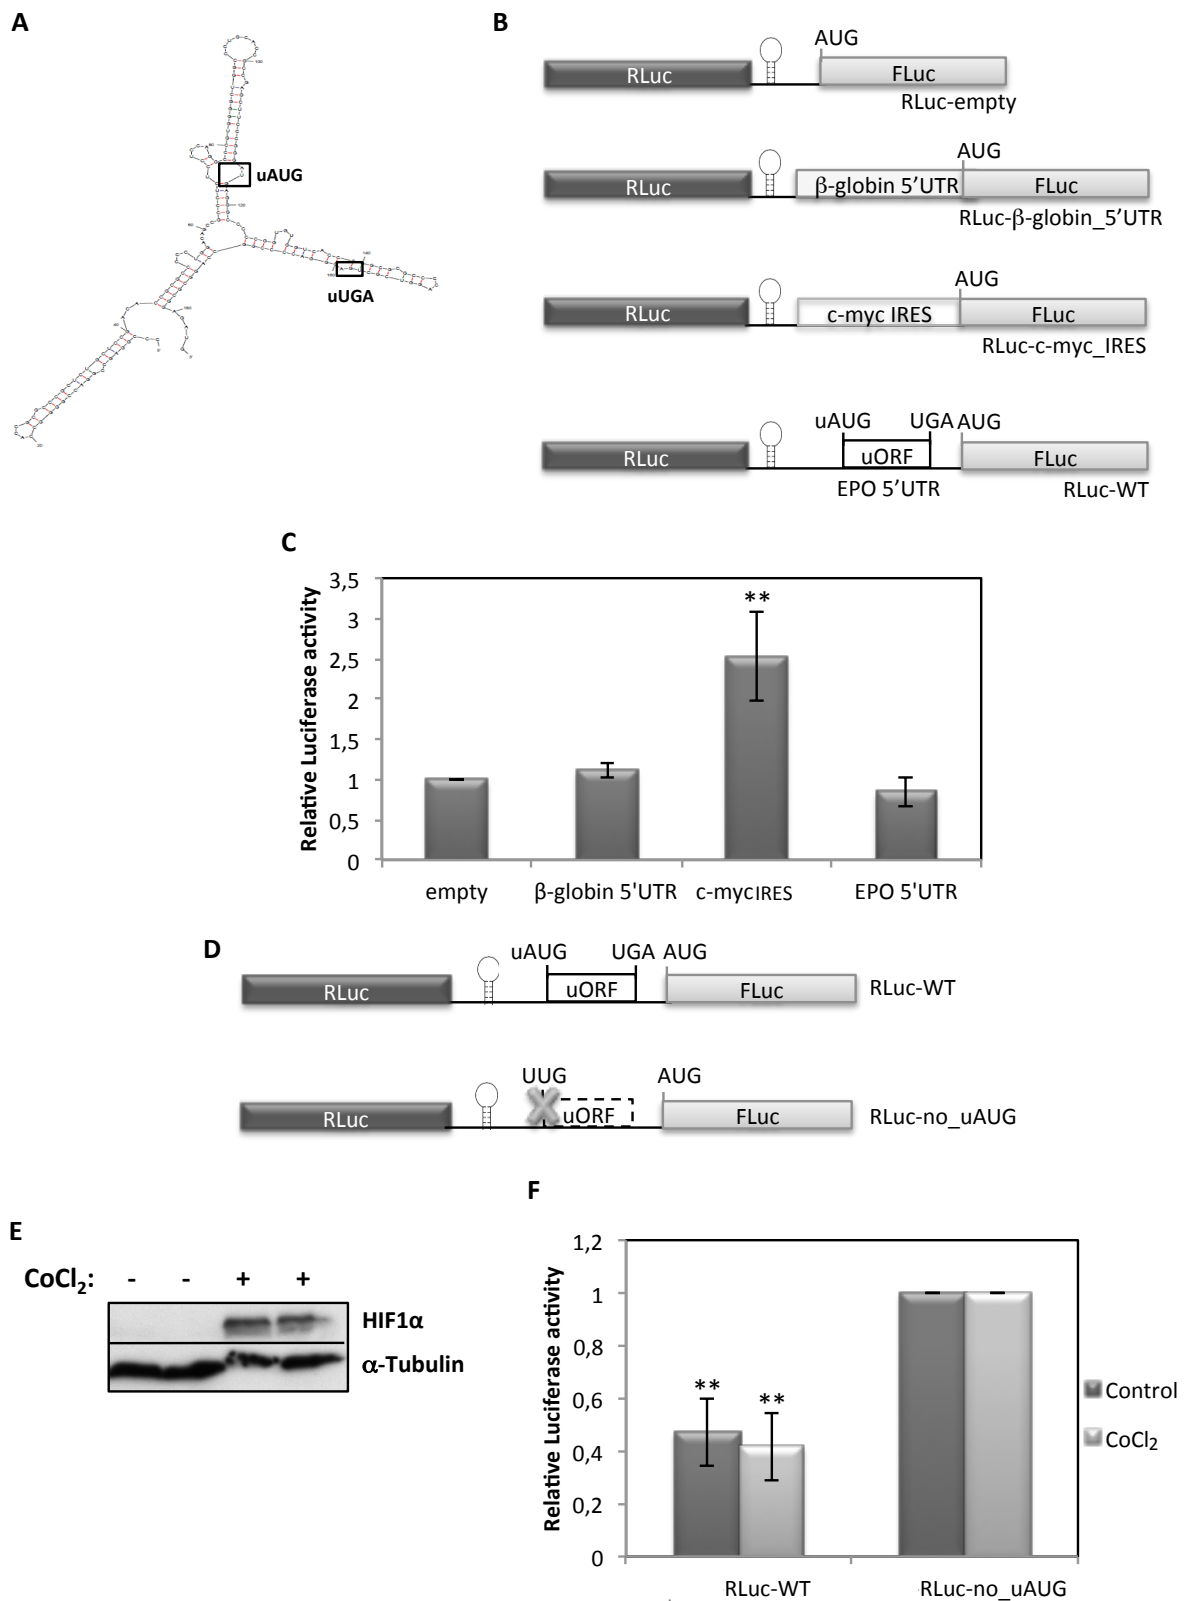 A
uAUG
uUGA
B
AUG
RLuc
FLuc
RLuc-empty
AUG
RLuc
β-globin 5’UTR
FLuc
RLuc-β-globin_5’UTR
AUG
RLuc
c-myc IRES
FLuc
RLuc-c-myc_IRES
uAUG UGA AUG
RLuc
uORF
FLuc
EPO 5’UTR
RLuc-WT
C
Relative Luciferase activity
3,5
3
2,5
2
1,5
1
0,5
0
**
empty
β-globin 5'UTR
c-mycIRES
EPO 5'UTR
D
uAUG UGA AUG
RLuc
uORF
FLuc
RLuc-WT
UUG AUG
RLuc
uORF
FLuc
RLuc-no_uAUG
E
CoCl₂: - - + +
HIF1α
α-Tubulin
F
Relative Luciferase activity
1,2
1
0,8
0,6
0,4
0,2
0
**
**
Control
CoCl₂
RLuc-WT
RLuc-no_uAUG